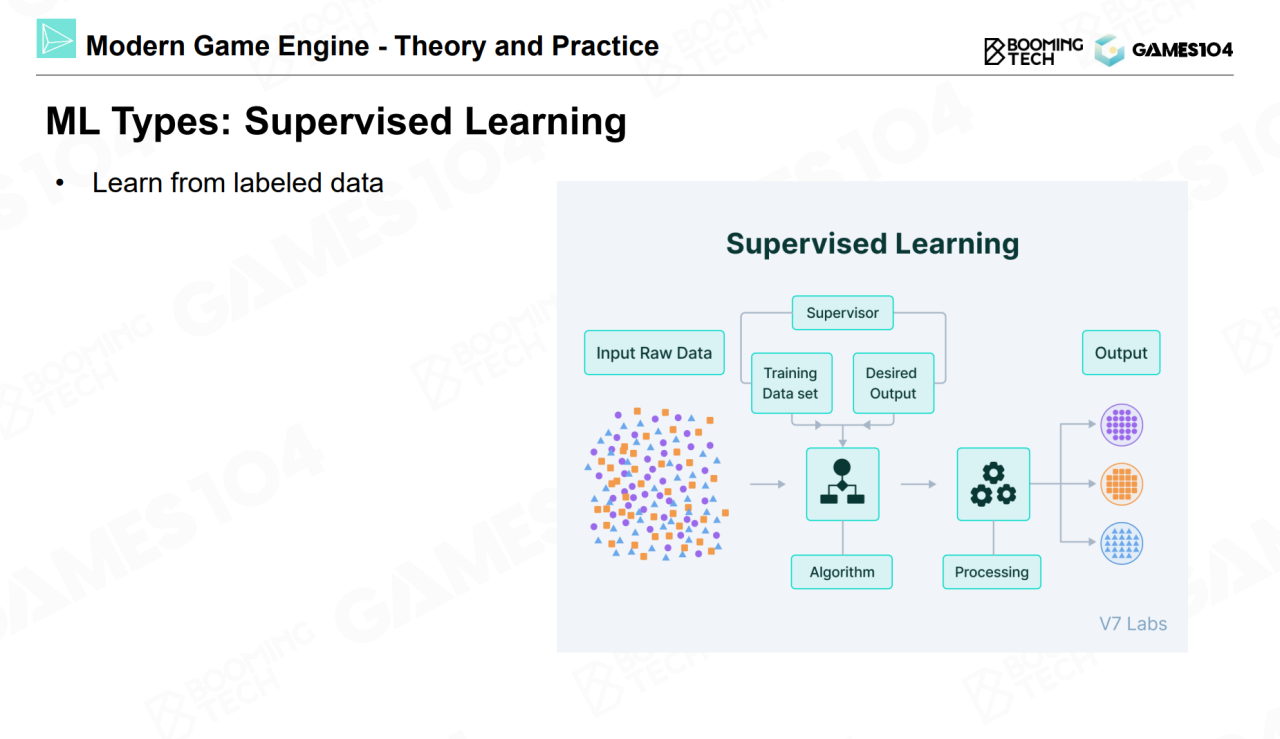 Modern Game Engine - Theory and Practice
BOOMING
TECH
GAMES104
ML Types: Supervised Learning
• Learn from labeled data
Supervised Learning
Supervisor
Input Raw Data
Training
Data set
Desired
Output
Output
Algorithm
Processing
V7 Labs